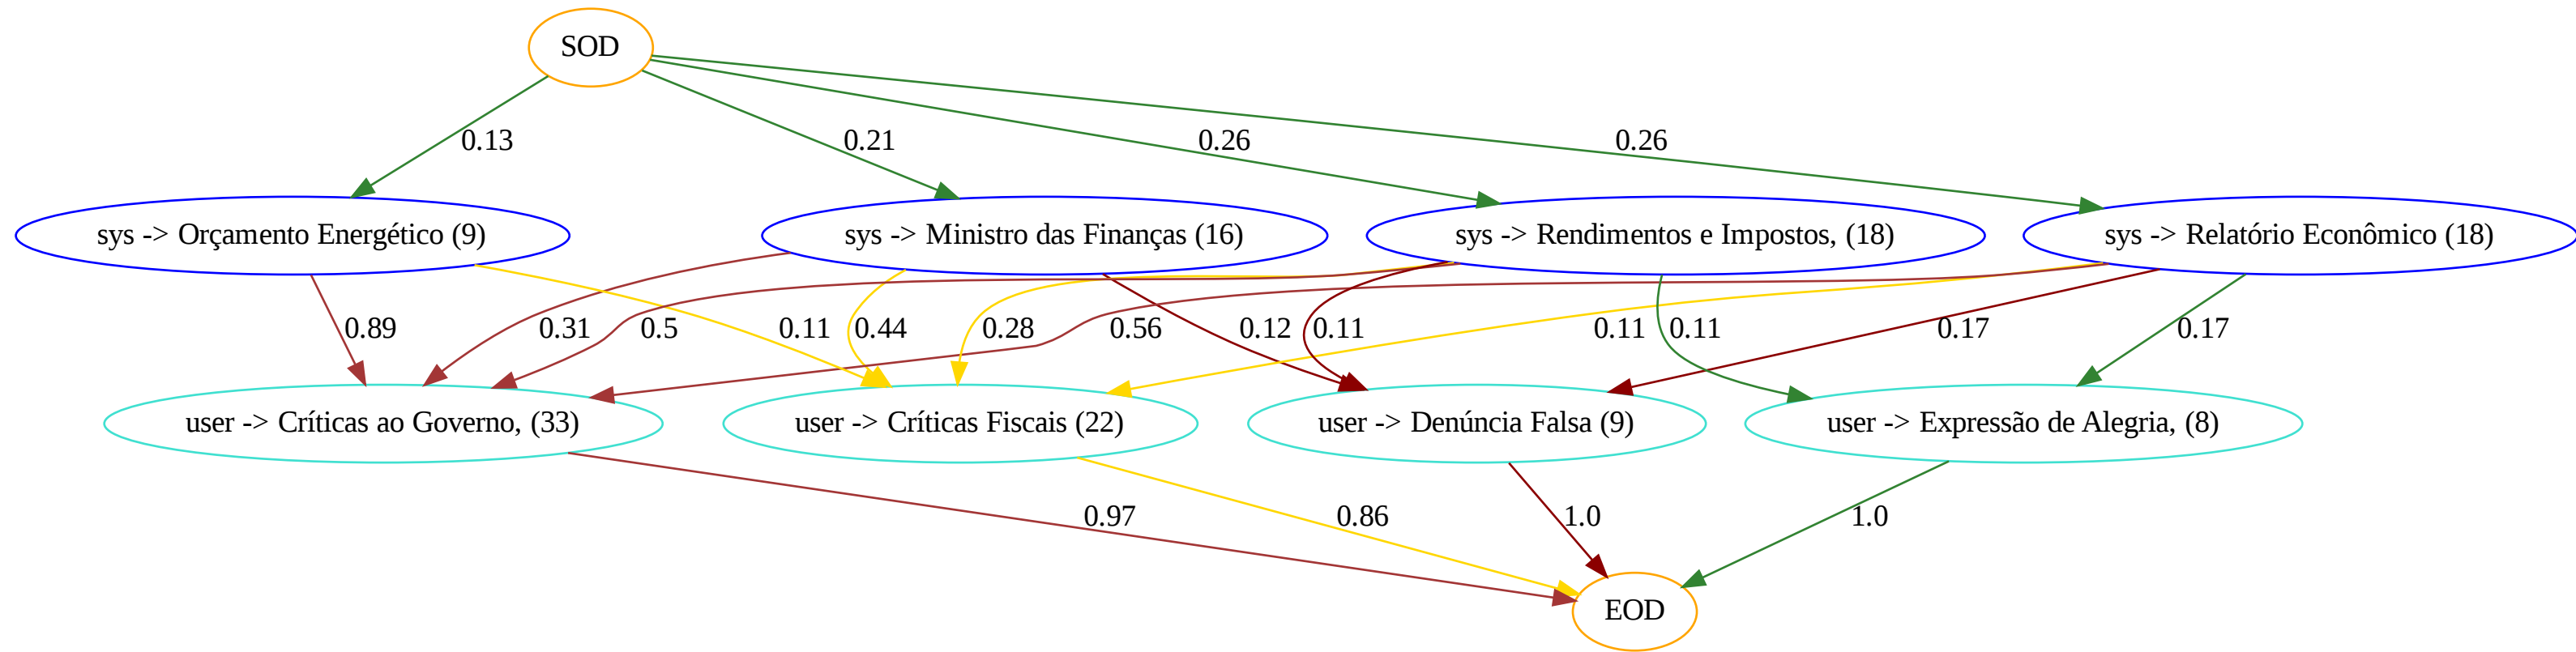 SOD
0.13
0.21
0.26
0.26
sys -> Orçamento Energético (9)
sys -> Ministro das Finanças (16)
sys -> Rendimentos e Impostos, (18)
sys -> Relatório Econômico (18)
0.89
0.31
0.5
0.11
0.44
0.28
0.56
0.12
0.11
0.11
0.11
0.17
0.17
user -> Críticas ao Governo, (33)
user -> Críticas Fiscais (22)
user -> Denúncia Falsa (9)
user -> Expressão de Alegria, (8)
0.97
0.86
1.0
1.0
EOD